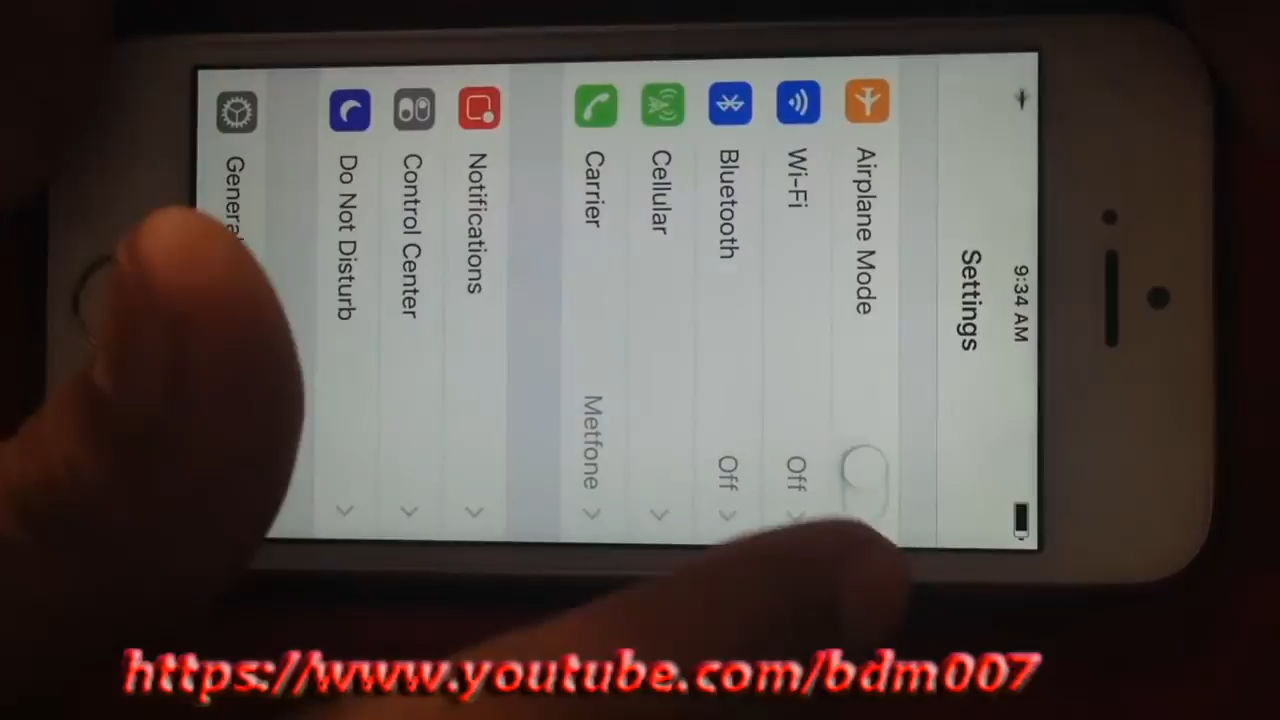 9:34 AM
Settings
Airplane Mode
Wi-Fi Off
Bluetooth Off
Cellular
Carrier Metfone
Notifications
Control Center
Do Not Disturb
General
https://www.youtube.com/bdm007